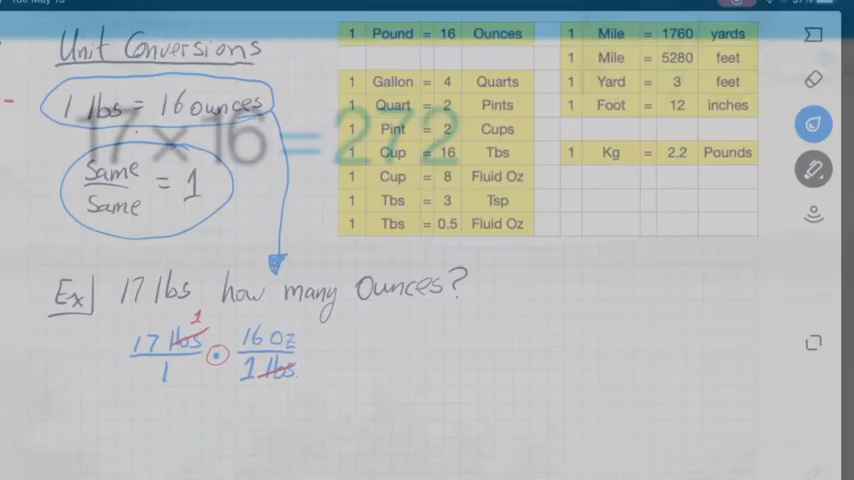 Unit Conversions
1 lbs = 16 ounces
17×16=272
Same
Same
= 1
1 Pound = 16 Ounces
1 Gallon = 4 Quarts
1 Quart = 2 Pints
1 Pint = 2 Cups
1 Cup = 16 Tbs
1 Cup = 8 Fluid Oz
1 Tbs = 3 Tsp
1 Tbs = 0.5 Fluid Oz
1 Mile = 1760 yards
1 Mile = 5280 feet
1 Yard = 3 feet
1 Foot = 12 inches
1 Kg = 2.2 Pounds
Ex| 17 lbs how many Ounces?
1
17 lbs · 16 Oz
1 1 lbs.